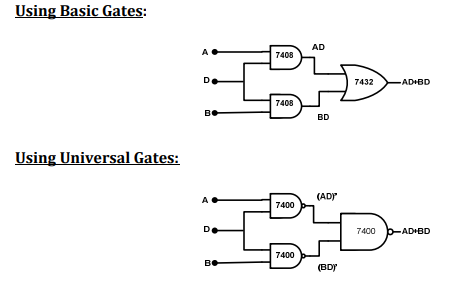 Using Basic Gates:
A
7408
AD
D
7432
AD+BD
7408
B
BD
Using Universal Gates:
A
7400
(AD)'
D
7400
AD+BD
7400
B
(BD)'